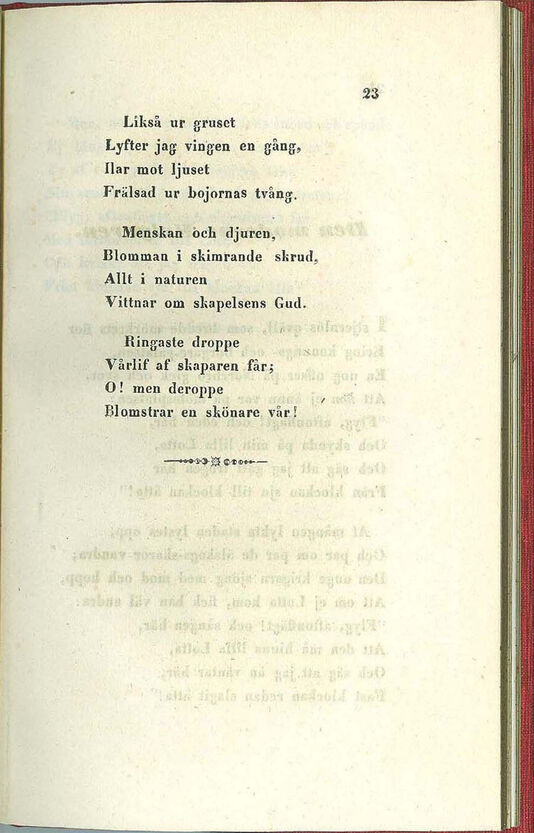 23
Likså ur gruset
Lyfter jag vingen en gång,
Ilar mot ljuset
Frälsad ur bojornas tvång.
Menskan och djuren,
Blomman i skimrande skrud,
Allt i naturen
Vittnar om skapelsens Gud.
Ringaste droppe
Vårlif af skaparen får;
O! men deroppe
Blomstrar en skönare vår!